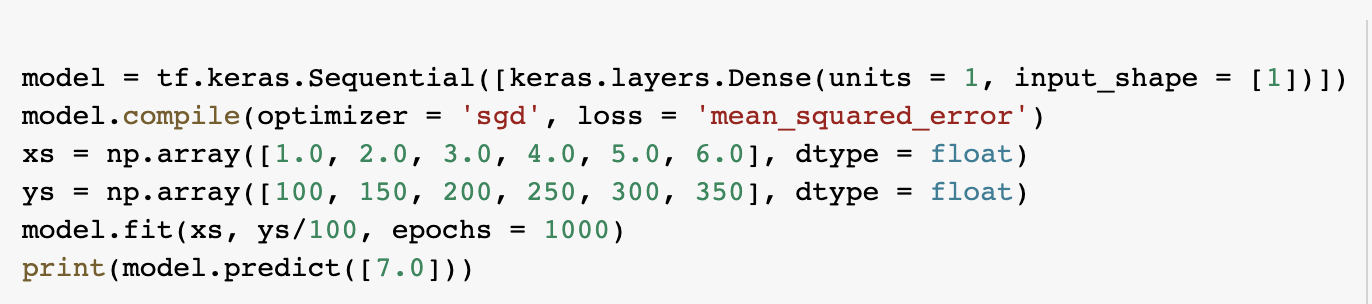 model = tf.keras.Sequential([keras.layers.Dense(units = 1, input_shape = [1])])
model.compile(optimizer = 'sgd', loss = 'mean_squared_error')
xs = np.array([1.0, 2.0, 3.0, 4.0, 5.0, 6.0], dtype = float)
ys = np.array([100, 150, 200, 250, 300, 350], dtype = float)
model.fit(xs, ys/100, epochs = 1000)
print(model.predict([7.0]))